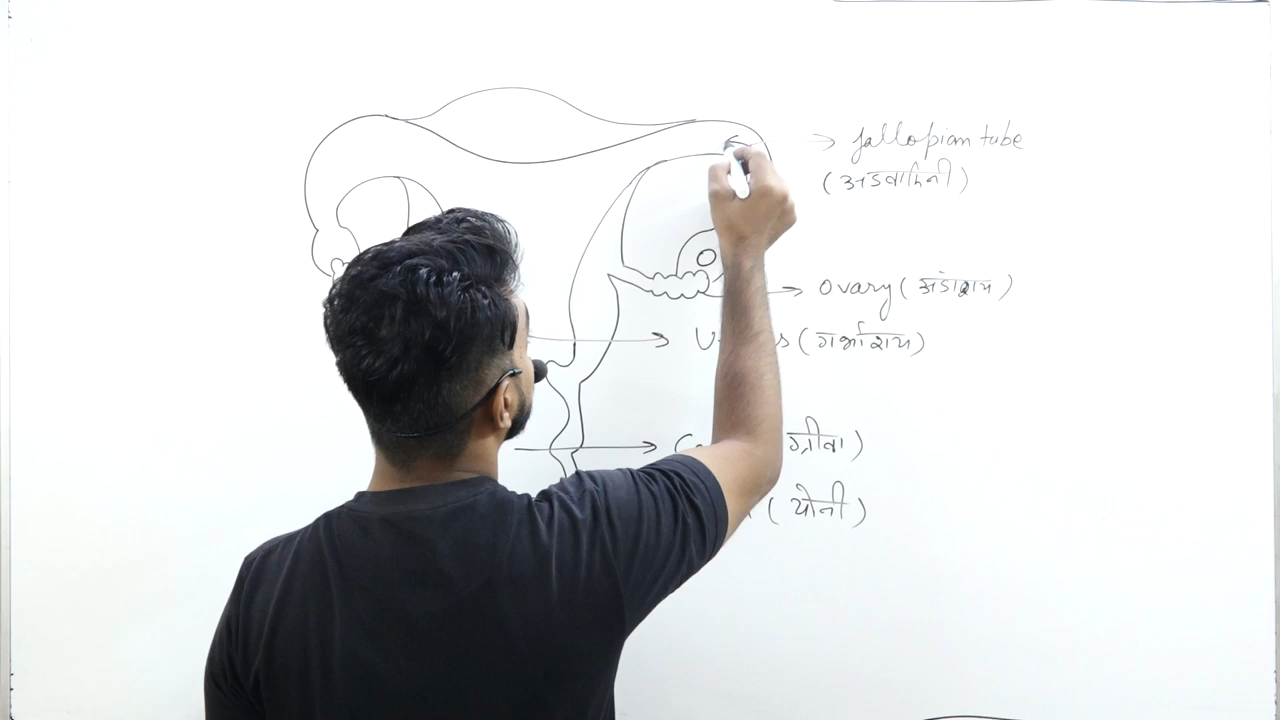 → fallopian tube
(अंडवाहिनी)
→ Ovary (अंडाशय)
(गर्भाशय)
ग्रीवा)
(योनी)